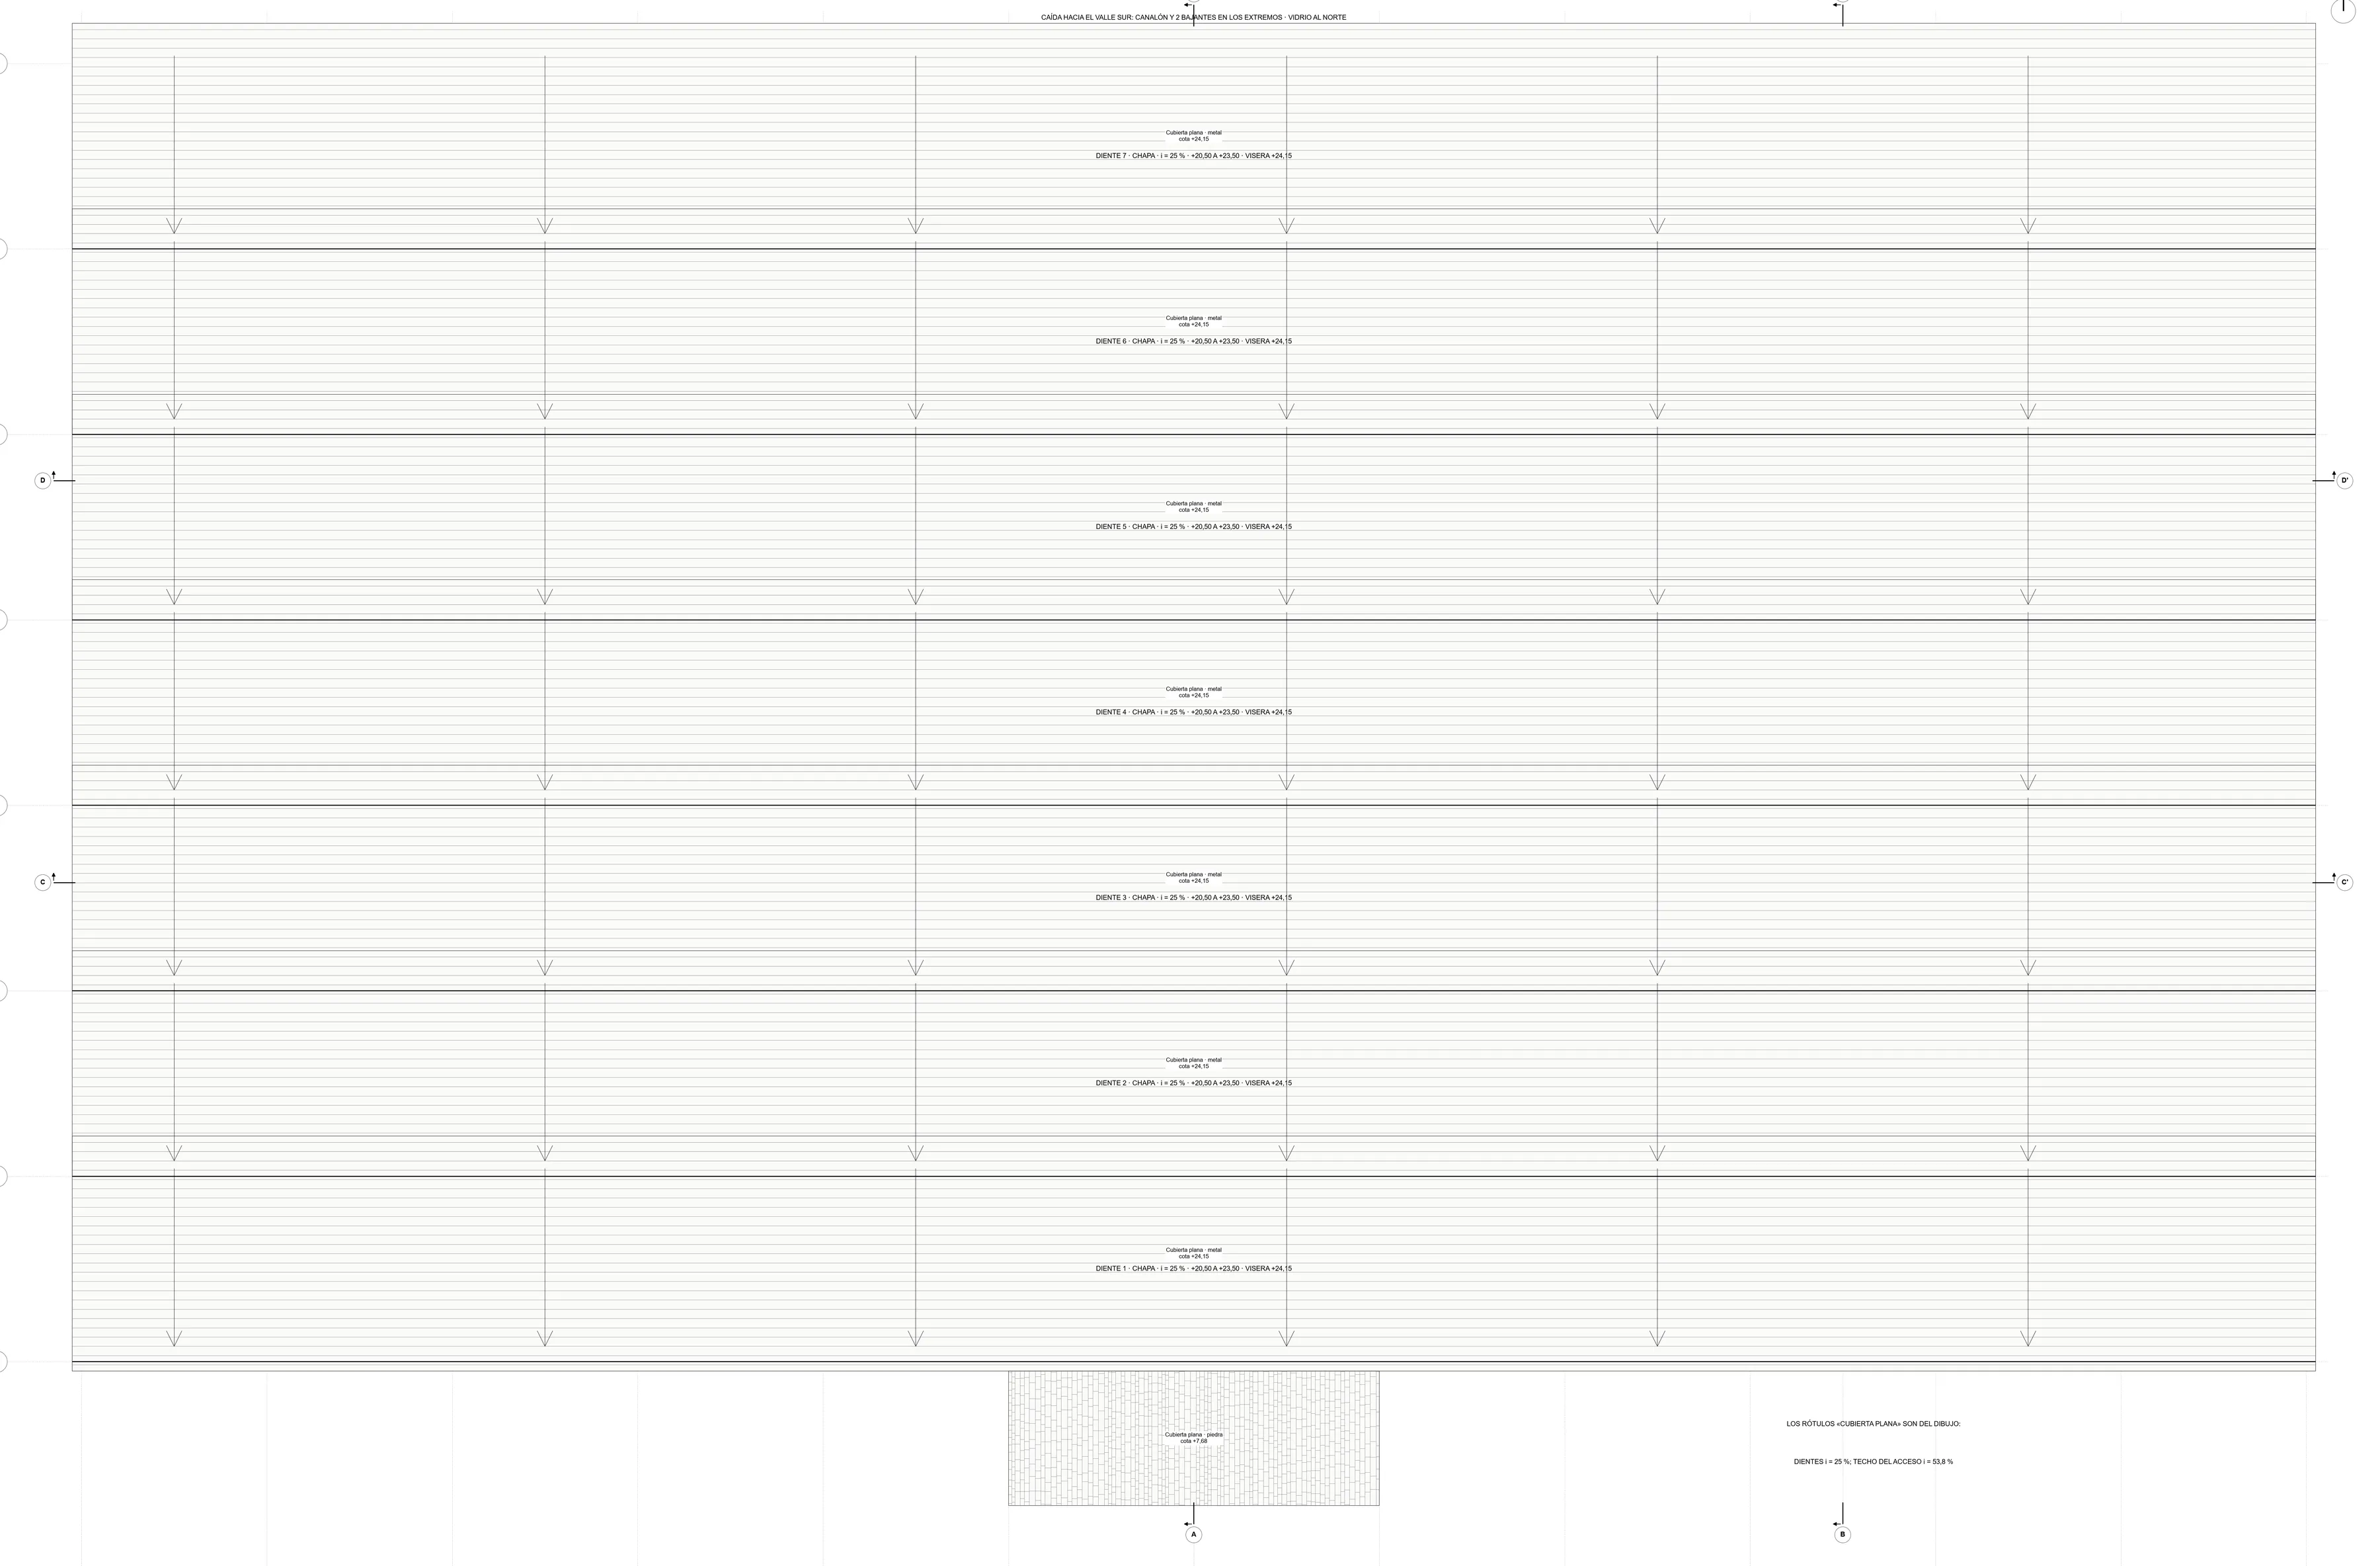 CAÍDA HACIA EL VALLE SUR: CANALÓN Y 2 BAJANTES EN LOS EXTREMOS · VIDRIO AL NORTE
Cubierta plana · metal
cota +24,15
DIENTE 7 · CHAPA · i = 25 % · +20,50 A +23,50 · VISERA +24,15
Cubierta plana · metal
cota +24,15
DIENTE 6 · CHAPA · i = 25 % · +20,50 A +23,50 · VISERA +24,15
D
D'
Cubierta plana · metal
cota +24,15
DIENTE 5 · CHAPA · i = 25 % · +20,50 A +23,50 · VISERA +24,15
Cubierta plana · metal
cota +24,15
DIENTE 4 · CHAPA · i = 25 % · +20,50 A +23,50 · VISERA +24,15
Cubierta plana · metal
cota +24,15
C
C'
DIENTE 3 · CHAPA · i = 25 % · +20,50 A +23,50 · VISERA +24,15
Cubierta plana · metal
cota +24,15
DIENTE 2 · CHAPA · i = 25 % · +20,50 A +23,50 · VISERA +24,15
Cubierta plana · metal
cota +24,15
DIENTE 1 · CHAPA · i = 25 % · +20,50 A +23,50 · VISERA +24,15
LOS RÓTULOS «CUBIERTA PLANA» SON DEL DIBUJO:
Cubierta plana · piedra
cota +7,68
DIENTES i = 25 %; TECHO DEL ACCESO i = 53,8 %
A
B